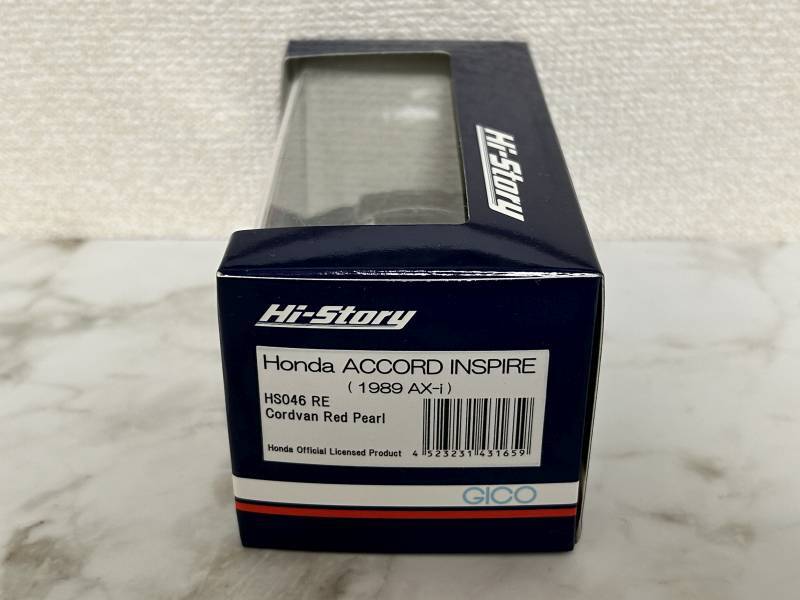 Hi-Story
Hi-Story
Honda ACCORD INSPIRE
( 1989 AX-i )
HS046 RE
Cordvan Red Pearl
Honda Official Licensed Product
4 523231 431659
GICO